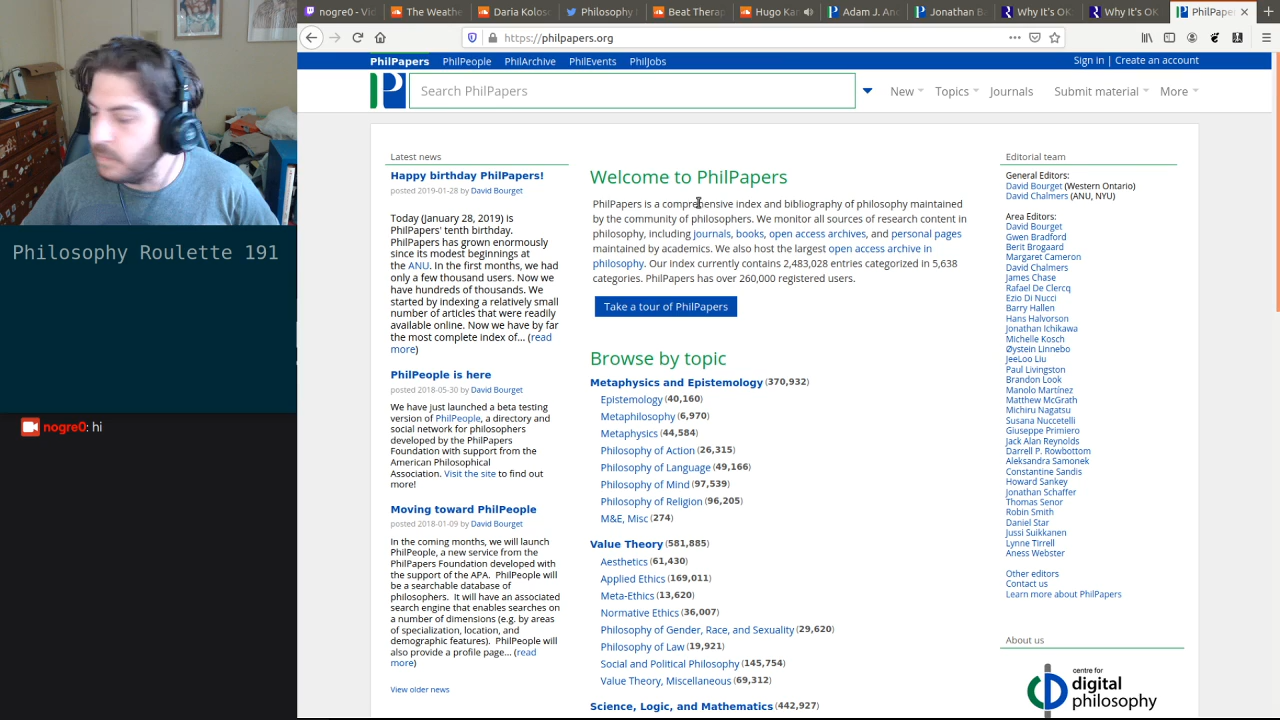 nogre0 - Vid
The Weathe
Daria Kolos
Philosophy
Beat Therap
Hugo Kar
Adam J. And
Jonathan B
Why It's OK
Why It's OK
PhilPaper
https://philpapers.org
PhilPapers PhilPeople PhilArchive PhilEvents PhilJobs
Sign in | Create an account
Search PhilPapers
New Topics Journals Submit material More
Philosophy Roulette 191
nogre0: hi
Latest news
Happy birthday PhilPapers!
posted 2019-01-28 by David Bourget
Today (January 28, 2019) is
PhilPapers' tenth birthday.
PhilPapers has grown enormously
since its modest beginnings at
the ANU. In the first months, we had
only a few thousand users. Now we
have hundreds of thousands. We
started by indexing a relatively small
number of articles that were readily
available online. Now we have by far
the most complete index of... (read
more)
PhilPeople is here
posted 2018-05-30 by David Bourget
We have just launched a beta testing
version of PhilPeople, a directory and
social network for philosophers
developed by the PhilPapers
Foundation with support from the
American Philosophical
Association. Visit the site to find out
more!
Moving toward PhilPeople
posted 2018-01-09 by David Bourget
In the coming months, we will launch
PhilPeople, a new service from the
PhilPapers Foundation developed with
the support of the APA. PhilPeople will
be a searchable database of
philosophers. It will have an associated
search engine that enables searches on
a number of dimensions (e.g. by areas
of specialization, location, and
demographic features). PhilPeople will
also provide a profile page... (read
more)
View older news
Welcome to PhilPapers
PhilPapers is a comprehensive index and bibliography of philosophy maintained
by the community of philosophers. We monitor all sources of research content in
philosophy, including journals, books, open access archives, and personal pages
maintained by academics. We also host the largest open access archive in
philosophy. Our index currently contains 2,483,028 entries categorized in 5,638
categories. PhilPapers has over 260,000 registered users.
Take a tour of PhilPapers
Browse by topic
Metaphysics and Epistemology (370,932)
Epistemology (40,160)
Metaphilosophy (6,970)
Metaphysics (44,584)
Philosophy of Action (26,315)
Philosophy of Language (49,166)
Philosophy of Mind (97,539)
Philosophy of Religion (96,205)
M&E, Misc (274)
Value Theory (581,885)
Aesthetics (61,430)
Applied Ethics (169,011)
Meta-Ethics (13,620)
Normative Ethics (36,007)
Philosophy of Gender, Race, and Sexuality (29,620)
Philosophy of Law (19,921)
Social and Political Philosophy (145,754)
Value Theory, Miscellaneous (69,312)
Science, Logic, and Mathematics (442,927)
Editorial team
General Editors:
David Bourget (Western Ontario)
David Chalmers (ANU, NYU)
Area Editors:
David Bourget
Gwen Bradford
Berit Brogaard
Margaret Cameron
David Chalmers
James Chase
Rafael De Clercq
Ezio Di Nucci
Barry Hallen
Hans Halvorson
Jonathan Ichikawa
Michelle Kosch
Øystein Linnebo
JeeLoo Liu
Paul Livingston
Brandon Look
Manolo Martínez
Matthew McGrath
Michiru Nagatsu
Susana Nuccetelli
Giuseppe Primiero
Jack Alan Reynolds
Darrell P. Rowbottom
Aleksandra Samonek
Constantine Sandis
Howard Sankey
Jonathan Schaffer
Thomas Senor
Robin Smith
Daniel Star
Jussi Suikkanen
Lynne Tirrell
Aness Webster
Other editors
Contact us
Learn more about PhilPapers
About us
centre for
digital
philosophy